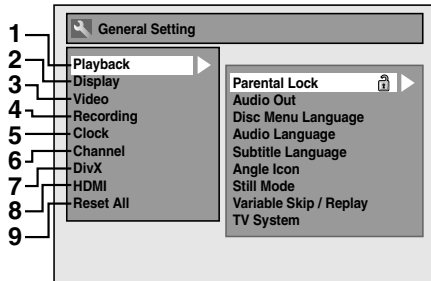 General Setting
1 Playback
2 Display
3 Video
4 Recording
5 Clock
6 Channel
7 DivX
8 HDMI
9 Reset All
Parental Lock
Audio Out
Disc Menu Language
Audio Language
Subtitle Language
Angle Icon
Still Mode
Variable Skip / Replay
TV System